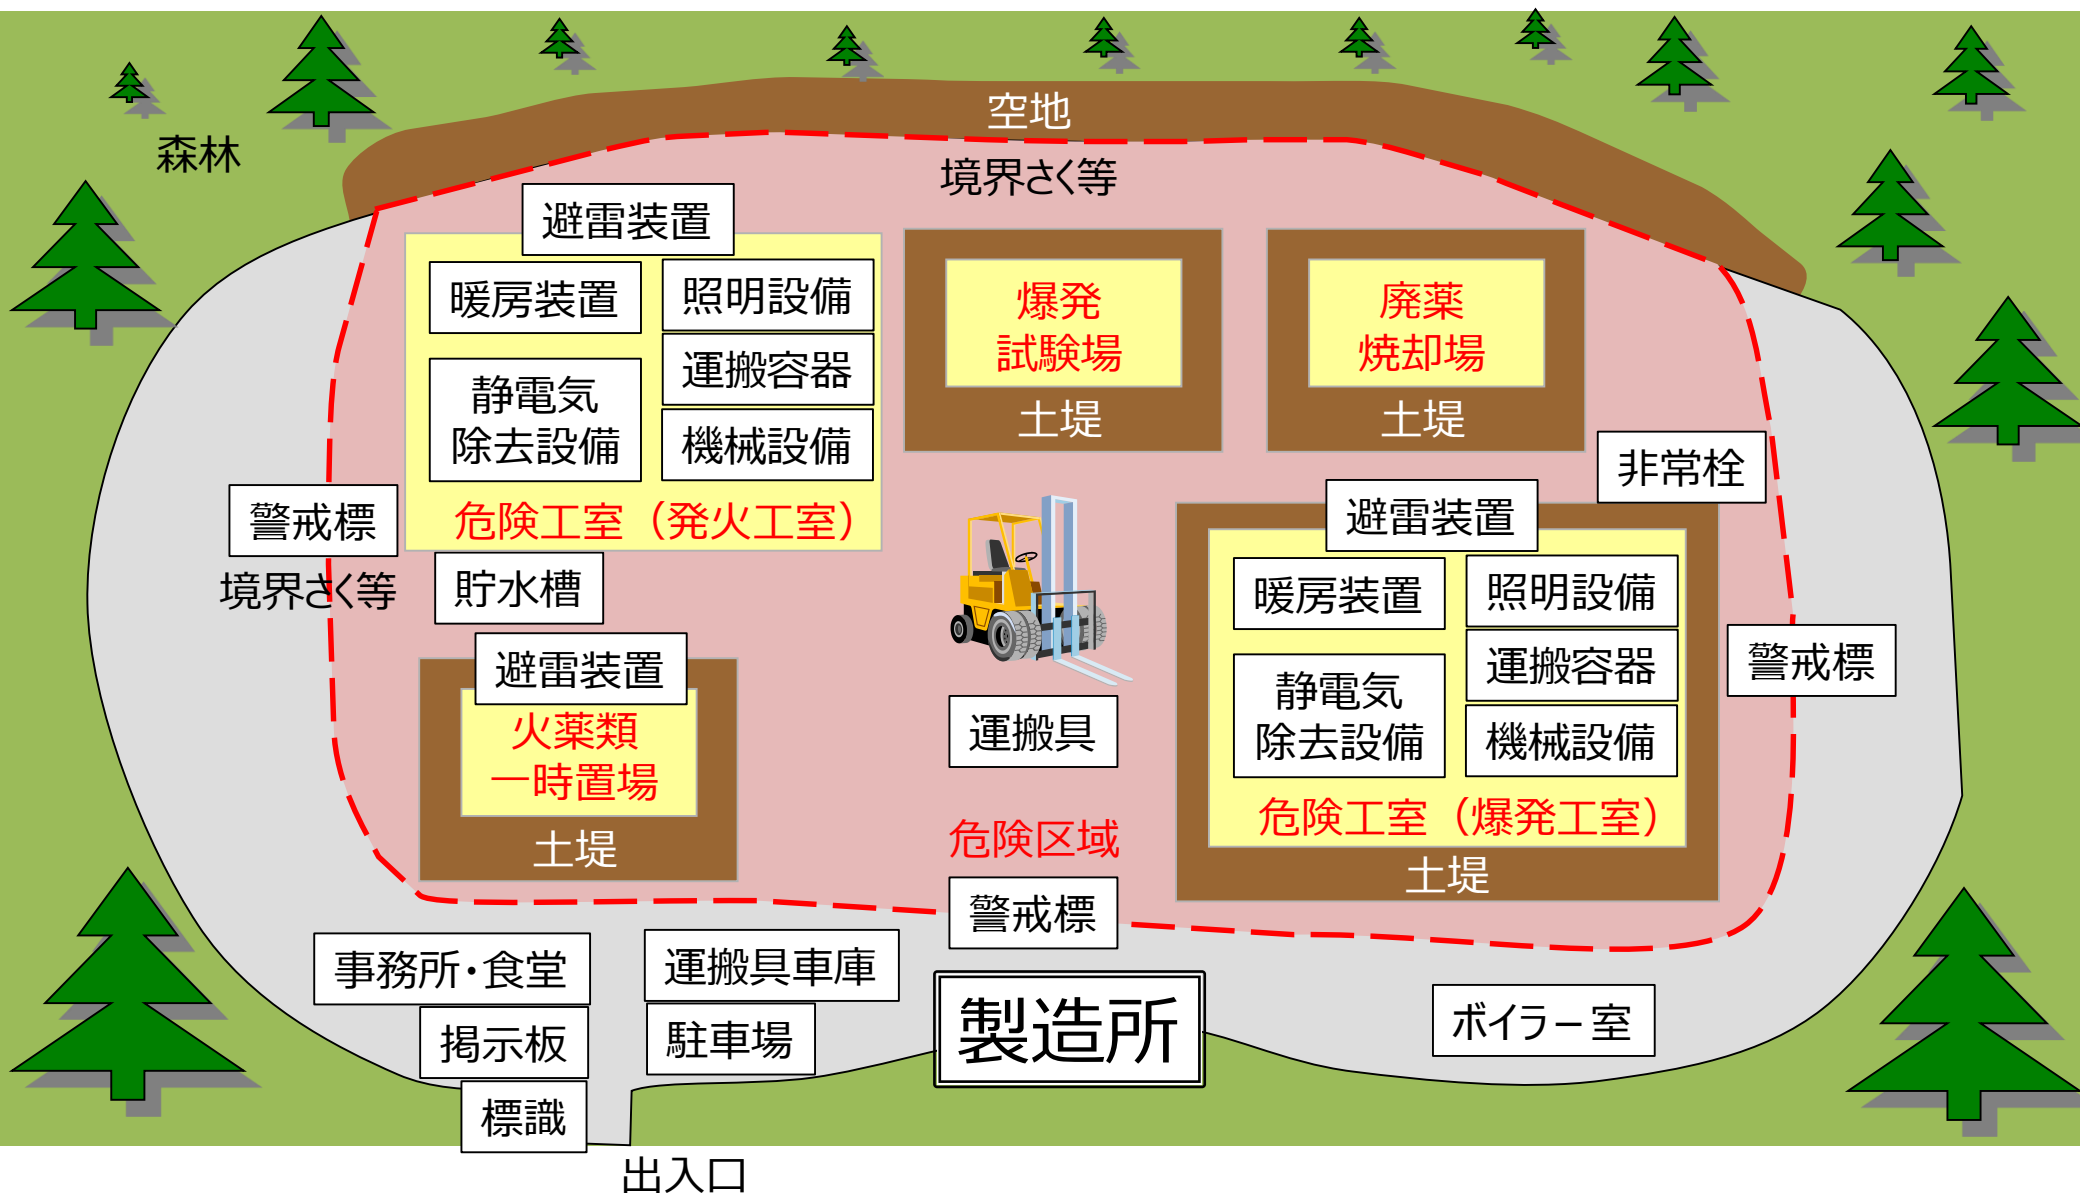 空地
森林
境界さく等
避雷装置
暖房装置
照明設備
静電気
除去設備
運搬容器
機械設備
危険工室（発火工室）
爆発
試験場
土堤
廃薬
焼却場
土堤
非常栓
警戒標
境界さく等
貯水槽
避雷装置
火薬類
一時置場
土堤
運搬具
危険区域
警戒標
避雷装置
暖房装置
照明設備
静電気
除去設備
運搬容器
機械設備
危険工室（爆発工室）
土堤
警戒標
事務所・食堂
掲示板
標識
運搬具車庫
駐車場
製造所
ボイラー室
出入口